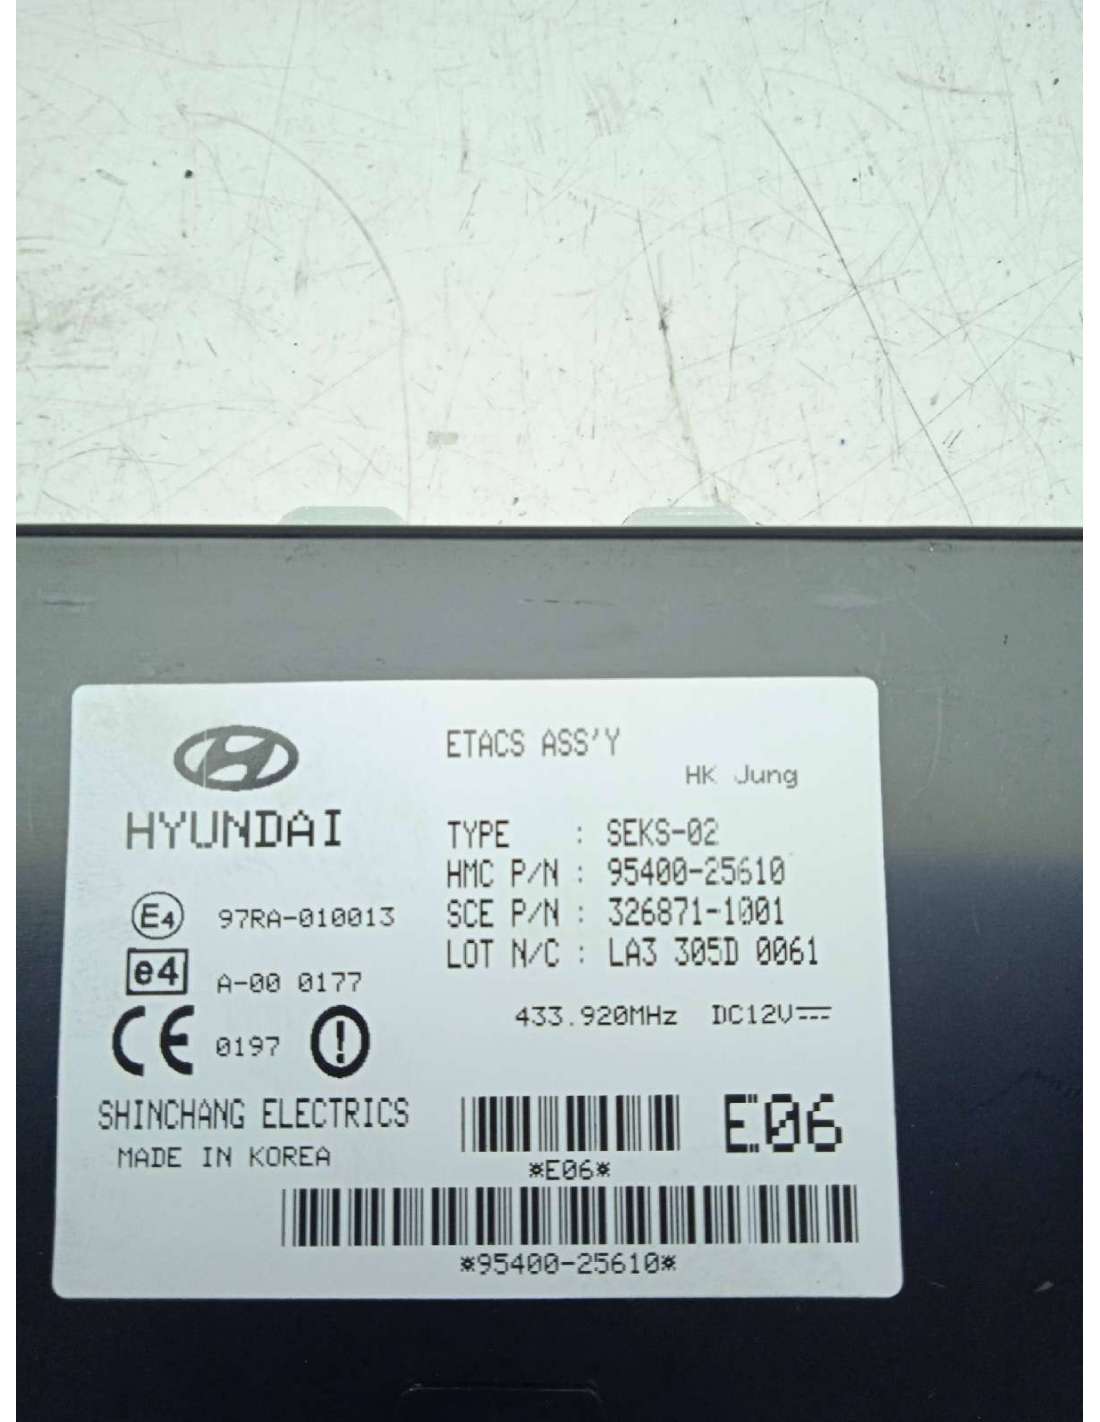 HYUNDAI
ETACS ASS'Y
HK Jung
TYPE : SEKS-02
HMC P/N : 95400-25610
SCE P/N : 326871-1001
LOT N/C : LA3 305D 0061
E4 97RA-010013
e4 A-00 0177
CE 0197 !
433.920MHz DC12V
SHINCHANG ELECTRICS
MADE IN KOREA
E06
*E06*
*95400-25610*